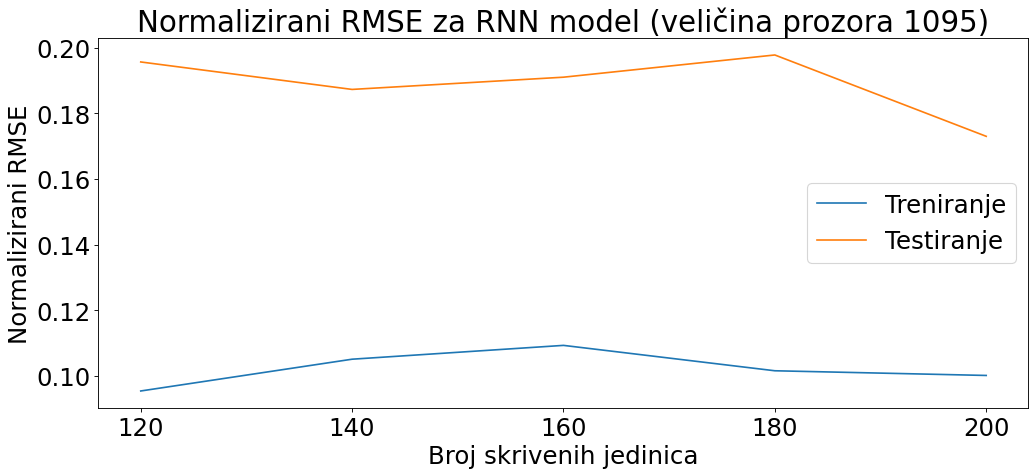 Normalizirani RMSE za RNN model (veličina prozora 1095)
Normalizirani RMSE
0.20
0.18
0.16
0.14
0.12
0.10
Treniranje
Testiranje
120 140 160 180 200
Broj skrivenih jedinica